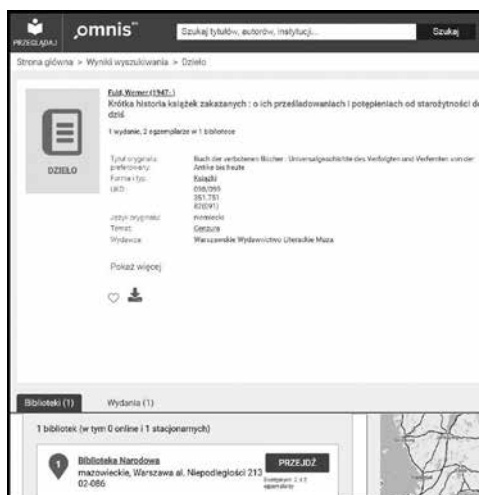 omnis
Szukaj tytułów, autorów, instytucji...
Szukaj
PRZEGLĄDAJ
Strona główna > Wyniki wyszukiwania > Dzieło
DZIEŁO
Fuld, Werner (1947- )
Krótka historia książek zakazanych : o ich prześladowaniach i potępieniach od starożytności do
dziś
1 wydanie, 2 egzemplarze w 1 bibliotece
Tytuł oryginału Buch der verbotenen Bücher : Universalgeschichte des Verfolgten und Verfemten von der
preferowany: Antike bis heute
Forma i typ: Książki
UKD: 098/099
351.751
82(091)
Język oryginału: niemiecki
Temat: Cenzura
Wydawca: Warszawskie Wydawnictwo Literackie Muza
Pokaż więcej
Biblioteki (1) Wydania (1)
1 bibliotek (w tym 0 online i 1 stacjonarnych)
1
Biblioteka Narodowa
mazowieckie, Warszawa al. Niepodległości 213
02-086
PRZEJDŹ